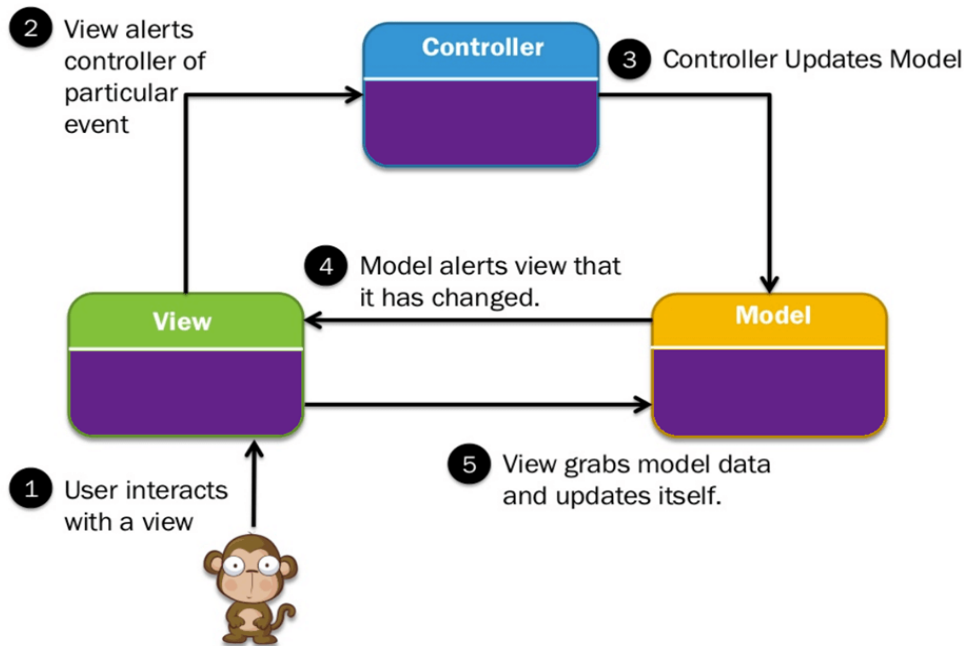 2 View alerts
controller of
particular
event
Controller
3 Controller Updates Model
4 Model alerts view that
it has changed.
View
Model
5 View grabs model data
and updates itself.
1 User interacts
with a view